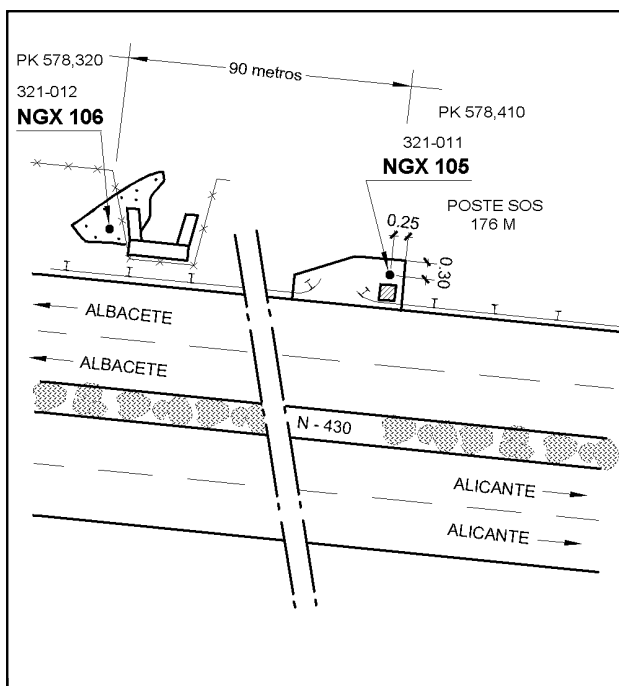 PK 578,320
90 metros
PK 578,410
321-012
NGX 106
321-011
NGX 105
POSTE SOS
176 M
0.25
0.30
ALBACETE
ALBACETE
N - 430
ALICANTE
ALICANTE